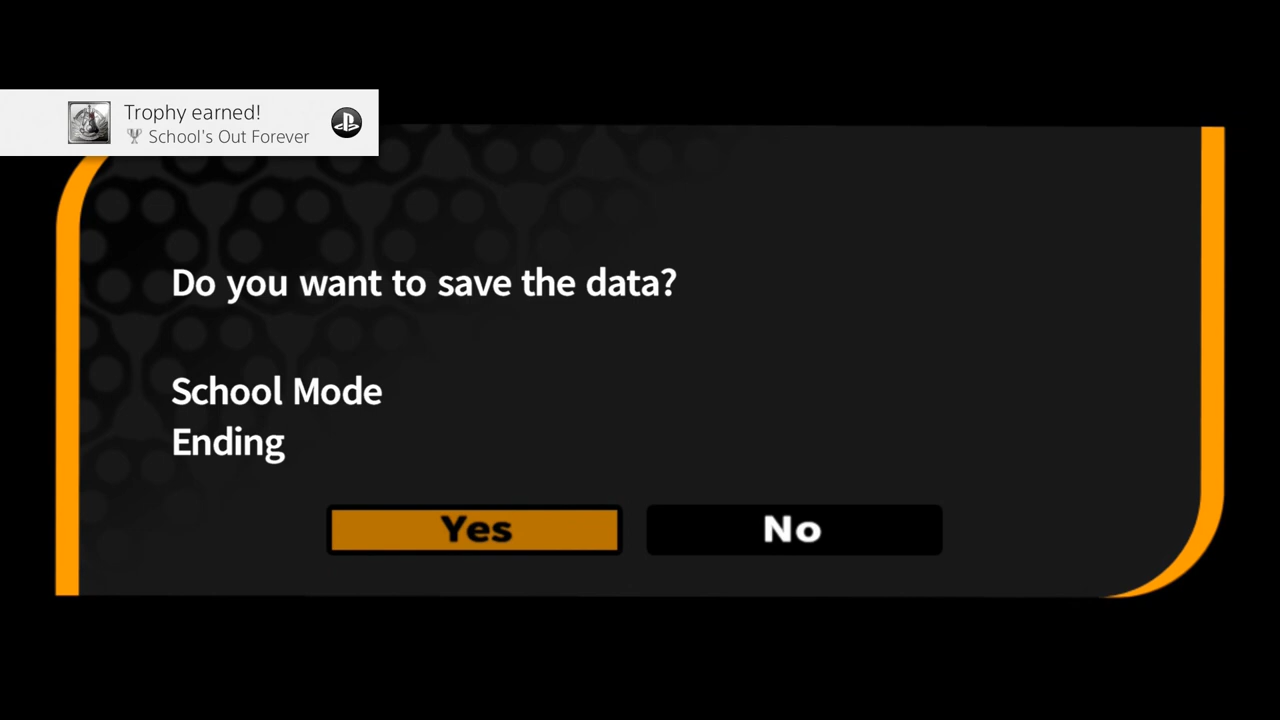 Trophy earned!
School's Out Forever
Do you want to save the data?
School Mode
Ending
Yes
No